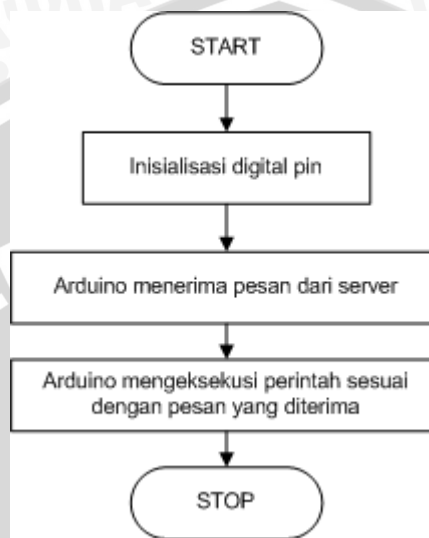 START
Inisialisasi digital pin
Arduino menerima pesan dari server
Arduino mengeksekusi perintah sesuai
dengan pesan yang diterima
STOP